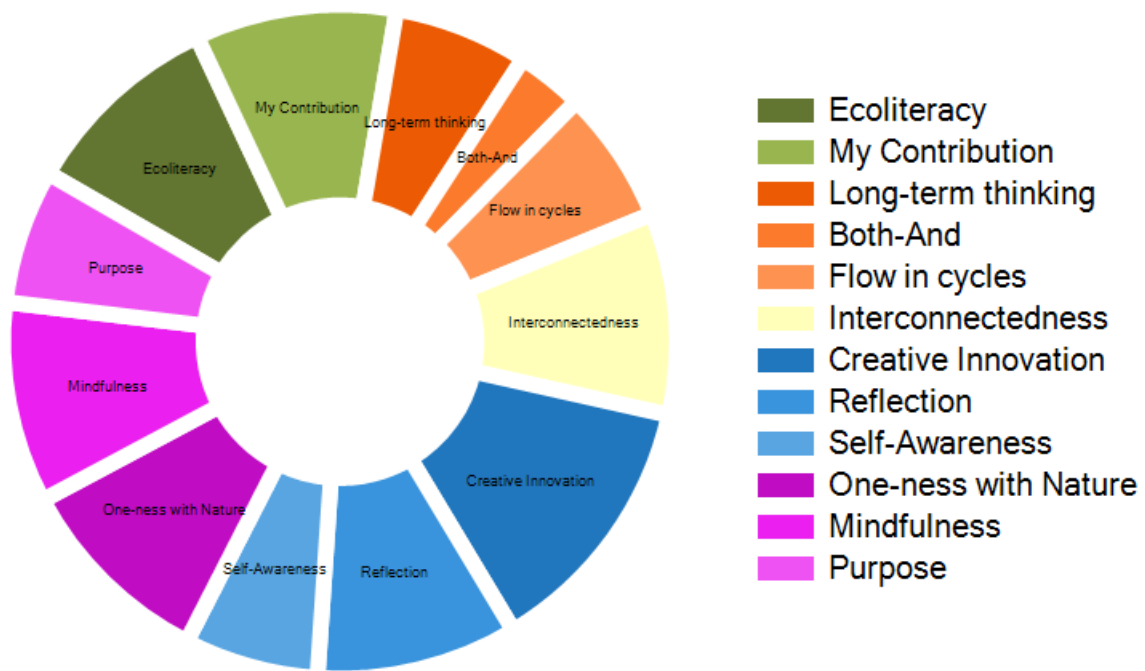 My Contribution
Long-term thinking
Both-And
Ecoliteracy
Flow in cycles
Purpose
Interconnectedness
Mindfulness
Creative Innovation
One-ness with Nature
Self-Awareness
Reflection
Ecoliteracy
My Contribution
Long-term thinking
Both-And
Flow in cycles
Interconnectedness
Creative Innovation
Reflection
Self-Awareness
One-ness with Nature
Mindfulness
Purpose